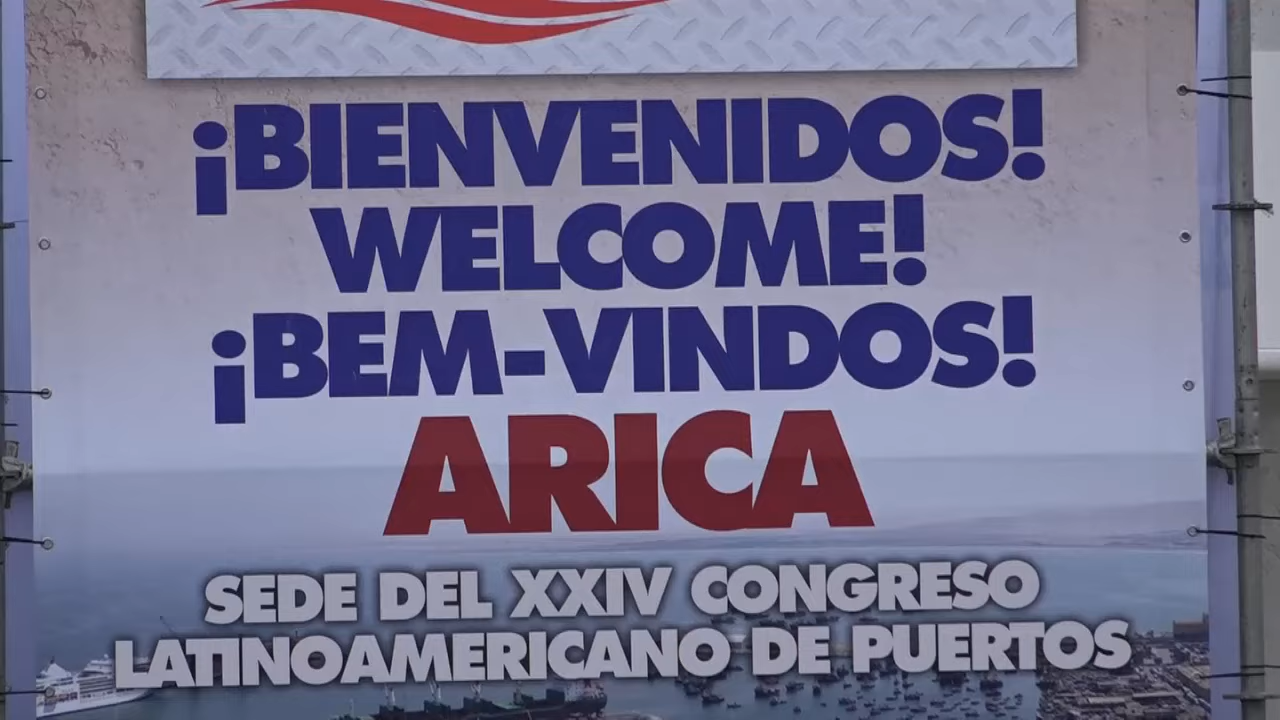 ¡BIENVENIDOS!
WELCOME!
¡BEM-VINDOS!
ARICA
SEDE DEL XXIV CONGRESO
LATINOAMERICANO DE PUERTOS